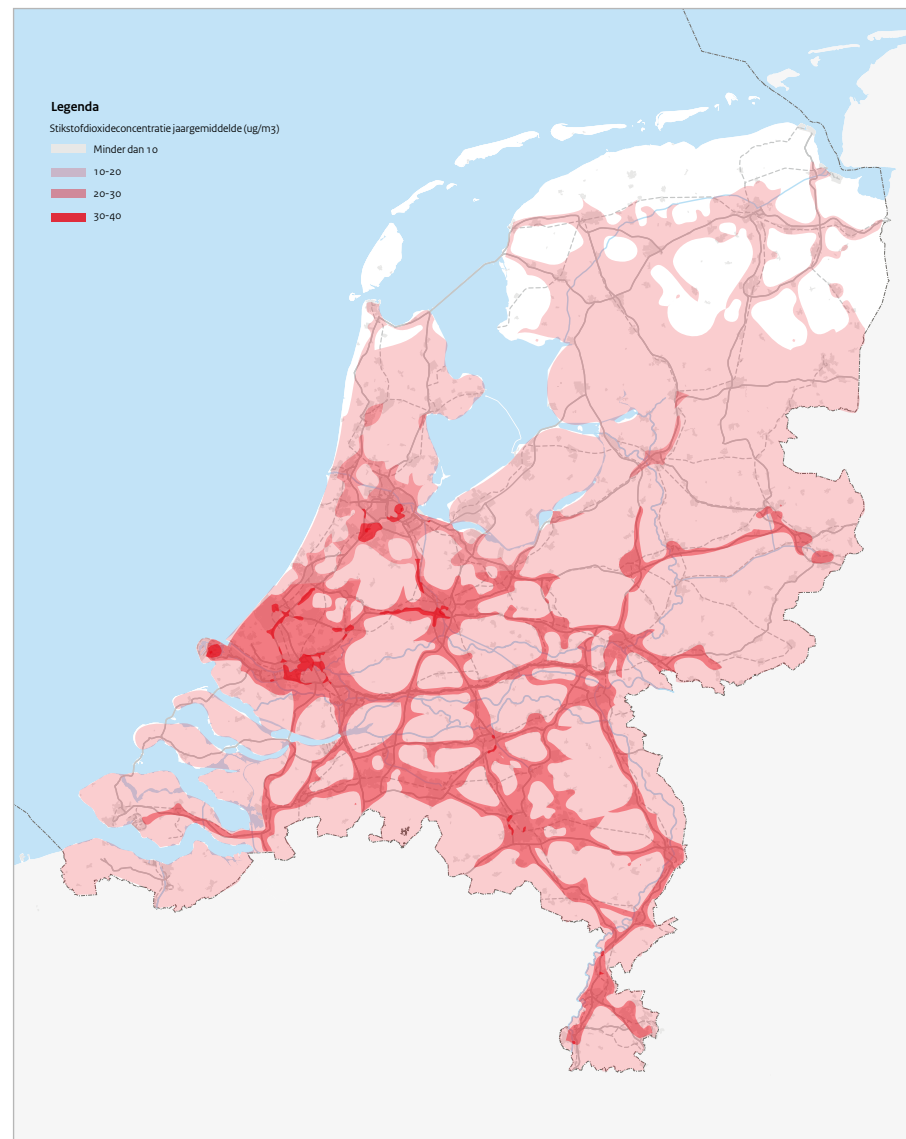 Legenda
Stikstofdioxideconcentratie jaargemiddelde (ug/m3)
Minder dan 10
10-20
20-30
30-40